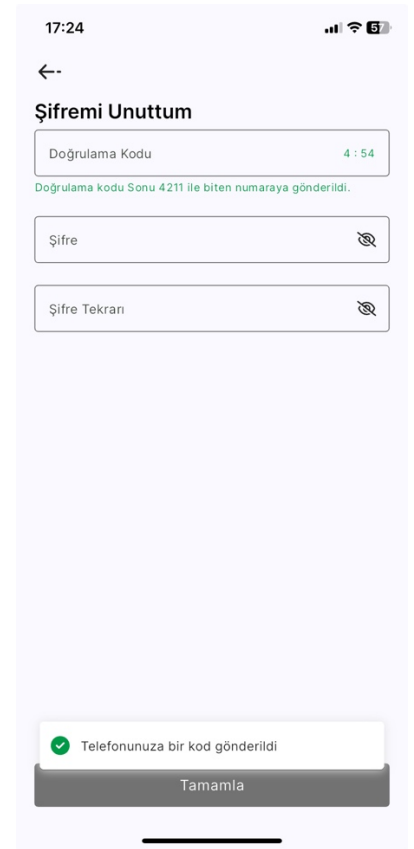 17:24
57
Şifremi Unuttum
Doğrulama Kodu 4 : 54
Doğrulama kodu Sonu 4211 ile biten numaraya gönderildi.
Şifre
Şifre Tekrarı
Telefonunuza bir kod gönderildi
Tamamla